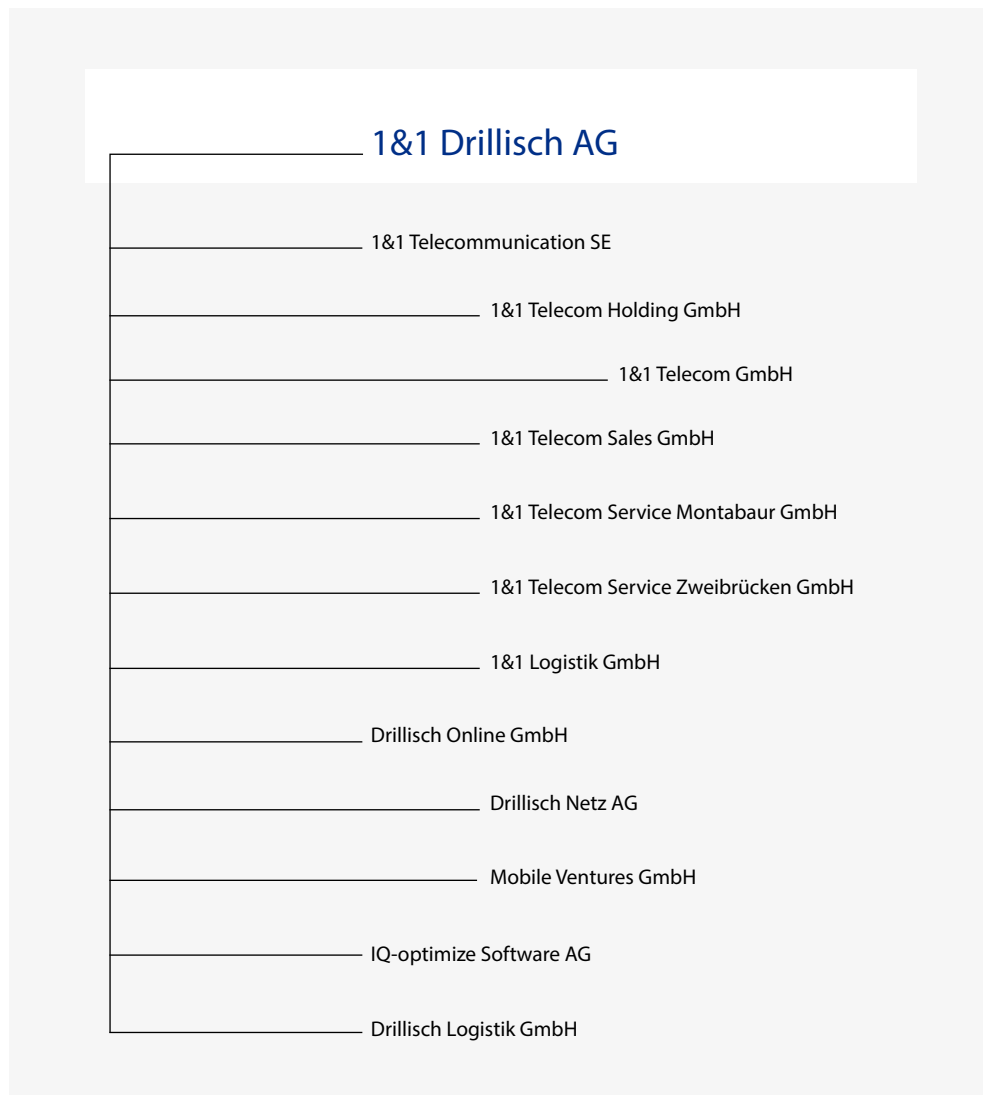 1&1 Drillisch AG
1&1 Telecommunication SE
1&1 Telecom Holding GmbH
1&1 Telecom GmbH
1&1 Telecom Sales GmbH
1&1 Telecom Service Montabaur GmbH
1&1 Telecom Service Zweibrücken GmbH
1&1 Logistik GmbH
Drillisch Online GmbH
Drillisch Netz AG
Mobile Ventures GmbH
IQ-optimize Software AG
Drillisch Logistik GmbH